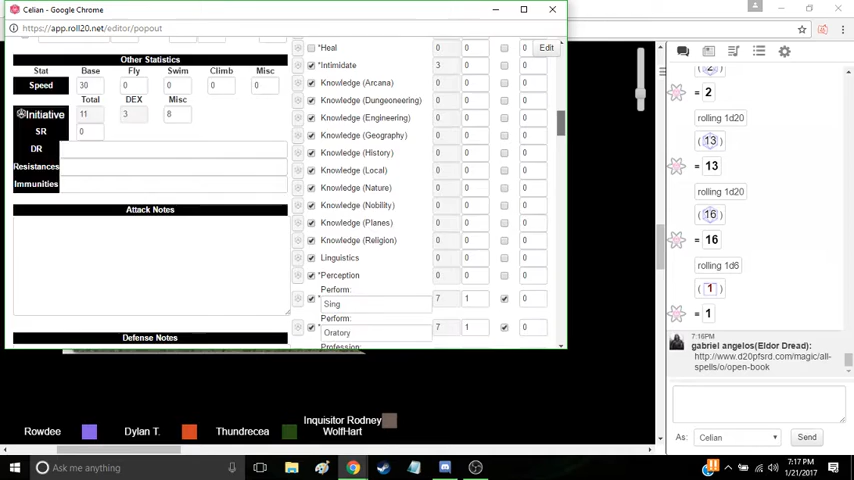 Celian - Google Chrome
https://app.roll20.net/editor/popout
Other Statistics
Stat Base Fly Swim Climb Misc
Speed 30 0 0 0 0
Total DEX Misc
Initiative 11 3 8
SR 0
DR
Resistances
Immunities
Attack Notes
Defense Notes
*Heal 0 0 0 Edit
*Intimidate 3 0 0
Knowledge (Arcana) 0 0 0
Knowledge (Dungeoneering) 0 0 0
Knowledge (Engineering) 0 0 0
Knowledge (Geography) 0 0 0
Knowledge (History) 0 0 0
Knowledge (Local) 0 0 0
Knowledge (Nature) 0 0 0
Knowledge (Nobility) 0 0 0
Knowledge (Planes) 0 0 0
Knowledge (Religion) 0 0 0
Linguistics 0 0 0
*Perception 0 0 0
Perform:
* Sing 7 1 0
Perform:
* Oratory 7 1 0
Profession:
= 2
rolling 1d20
( 13 )
= 13
rolling 1d20
( 16 )
= 16
rolling 1d6
( 1 )
= 1
7:16PM
gabriel angelos(Eldor Dread):
http://www.d20pfsrd.com/magic/all-
spells/o/open-book
As: Celian Send
Rowdee Dylan T. Thundrecea Inquisitor Rodney
WolfHart
Ask me anything
7:17 PM
1/21/2017